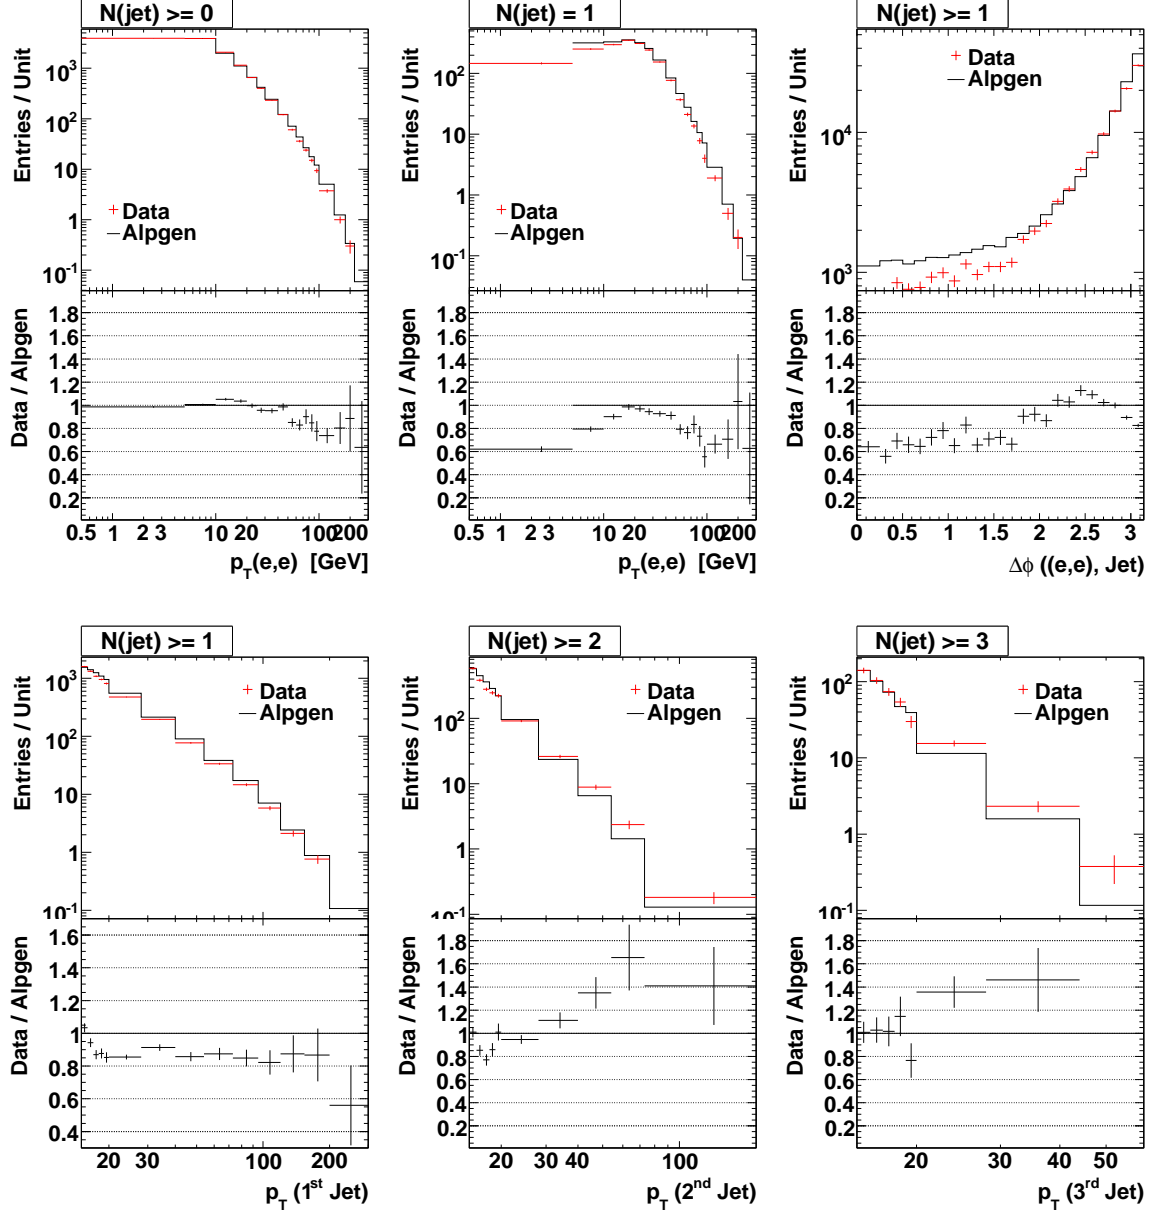 N(jet) >= 0
Entries / Unit
10³
10²
10
1
10⁻¹
Data
Alpgen
Data / Alpgen
1.8
1.6
1.4
1.2
1
0.8
0.6
0.4
0.2
0.5 1 2 3 10 20 100 200
p_T(e,e) [GeV]
N(jet) = 1
Entries / Unit
10²
10
1
10⁻¹
Data
Alpgen
Data / Alpgen
1.8
1.6
1.4
1.2
1
0.8
0.6
0.4
0.2
0.5 1 2 3 10 20 100 200
p_T(e,e) [GeV]
N(jet) >= 1
Entries / Unit
10⁴
10³
Data
Alpgen
Data / Alpgen
1.8
1.6
1.4
1.2
1
0.8
0.6
0.4
0.2
0 0.5 1 1.5 2 2.5 3
Δϕ ((e,e), Jet)
N(jet) >= 1
Entries / Unit
10³
10²
10
1
10⁻¹
Data
Alpgen
Data / Alpgen
1.6
1.4
1.2
1
0.8
0.6
0.4
20 30 100 200
p_T (1ˢᵗ Jet)
N(jet) >= 2
Entries / Unit
10²
10
1
10⁻¹
Data
Alpgen
Data / Alpgen
1.8
1.6
1.4
1.2
1
0.8
0.6
0.4
0.2
20 30 40 100
p_T (2ⁿᵈ Jet)
N(jet) >= 3
Entries / Unit
10²
10
1
10⁻¹
Data
Alpgen
Data / Alpgen
1.8
1.6
1.4
1.2
1
0.8
0.6
0.4
0.2
20 30 40 50
p_T (3ʳᵈ Jet)